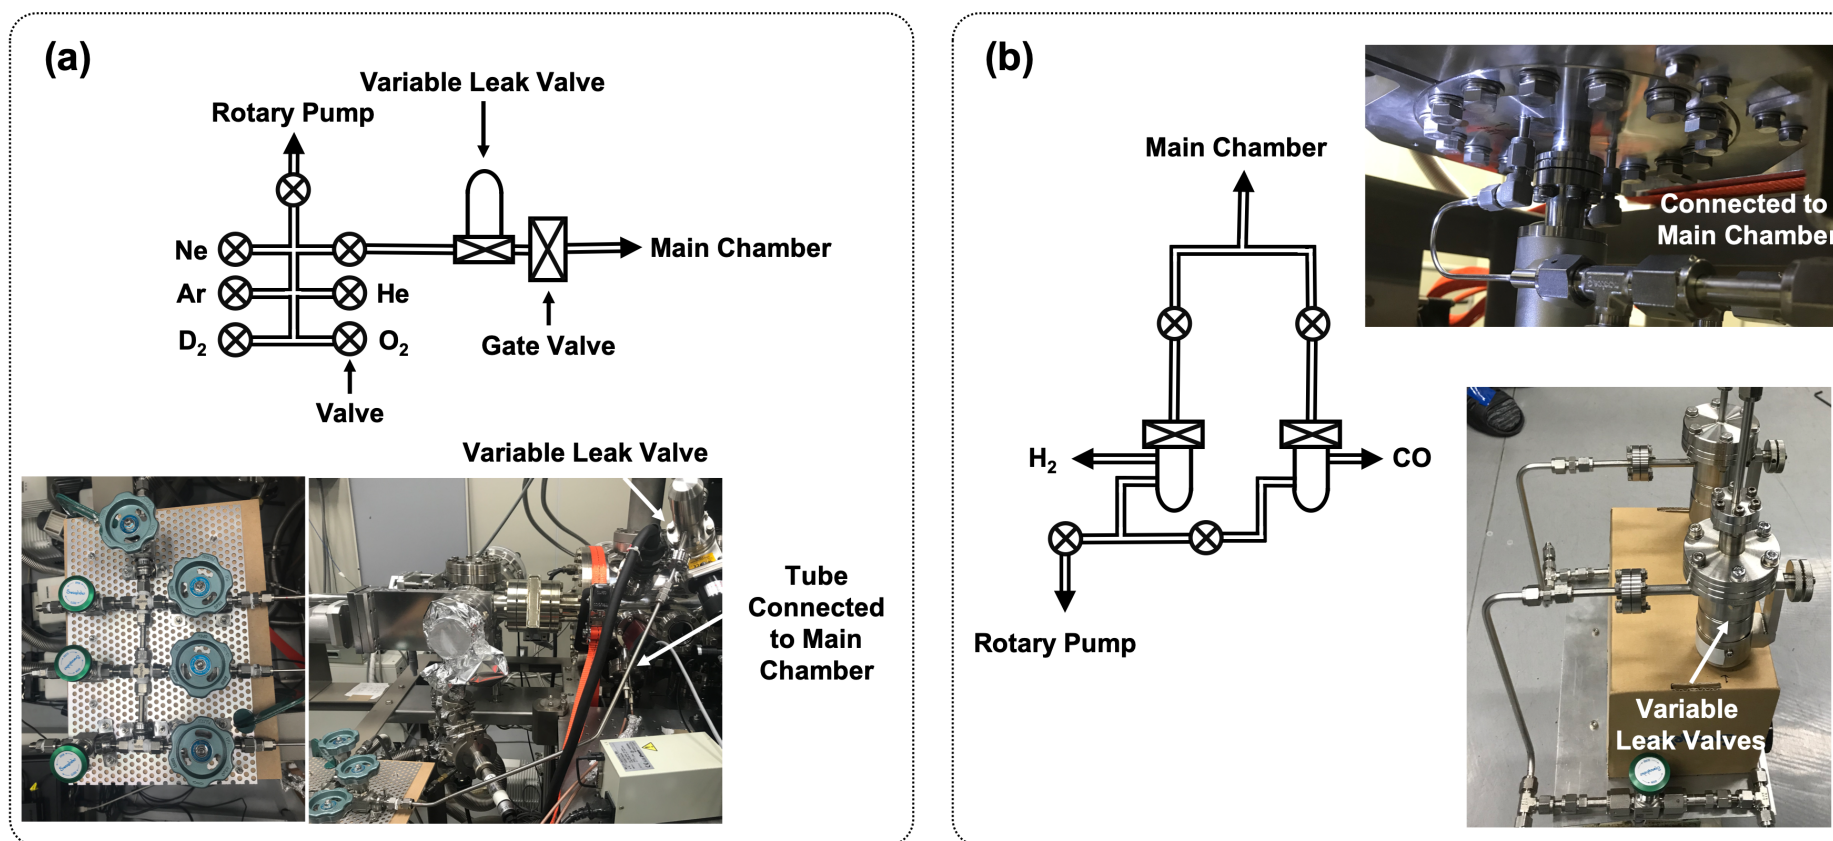 (a)
Variable Leak Valve
Rotary Pump
Ne
Main Chamber
Ar
He
D2
O2
Gate Valve
Valve
Variable Leak Valve
Tube
Connected
to Main
Chamber
(b)
Main Chamber
Connected to
Main Chamber
H2
CO
Rotary Pump
Variable
Leak Valves